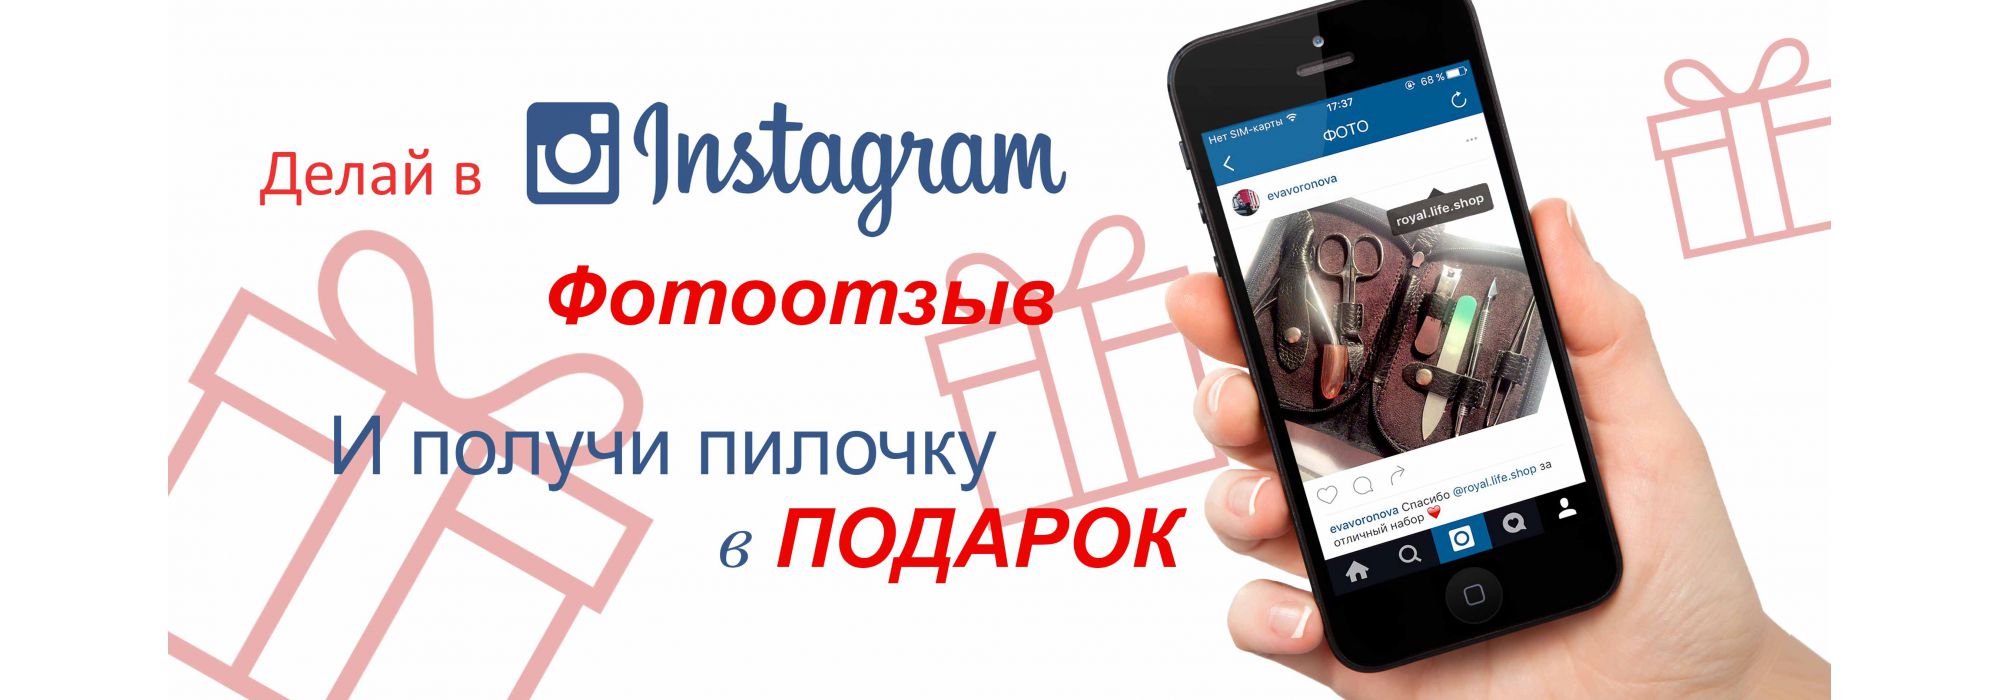 Делай в Instagram
Фотоотзыв
И получи пилочку
в ПОДАРОК
Нет SIM-карты 17:37 68 %
ФОТО
evavoronova
royal.life.shop
evavoronova Спасибо @royal.life.shop за
отличный набор ❤️